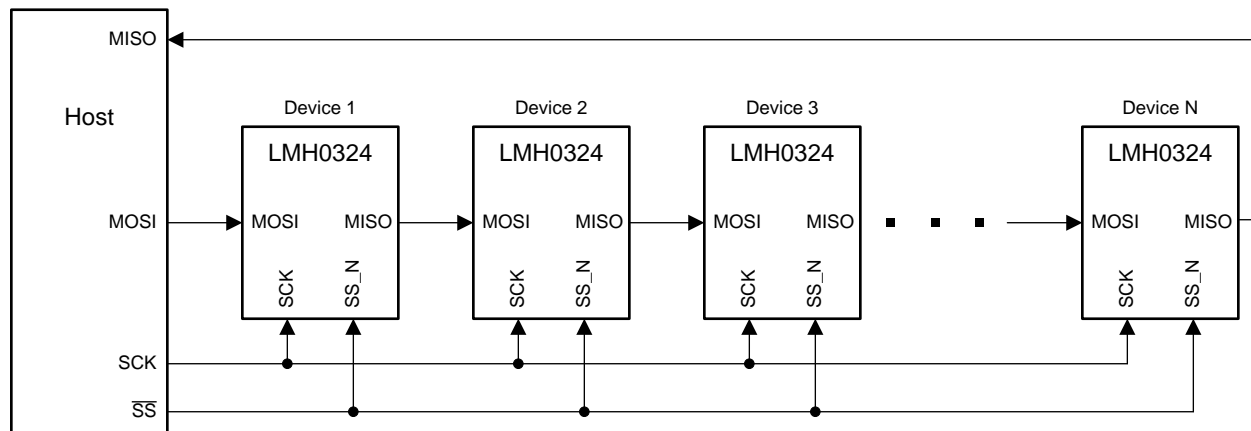 MISO
Host
Device 1
Device 2
Device 3
Device N
LMH0324
LMH0324
LMH0324
LMH0324
MOSI
MOSI MISO
MOSI MISO
MOSI MISO
MOSI MISO
SCK SS_N
SCK SS_N
SCK SS_N
SCK SS_N
SCK
SS